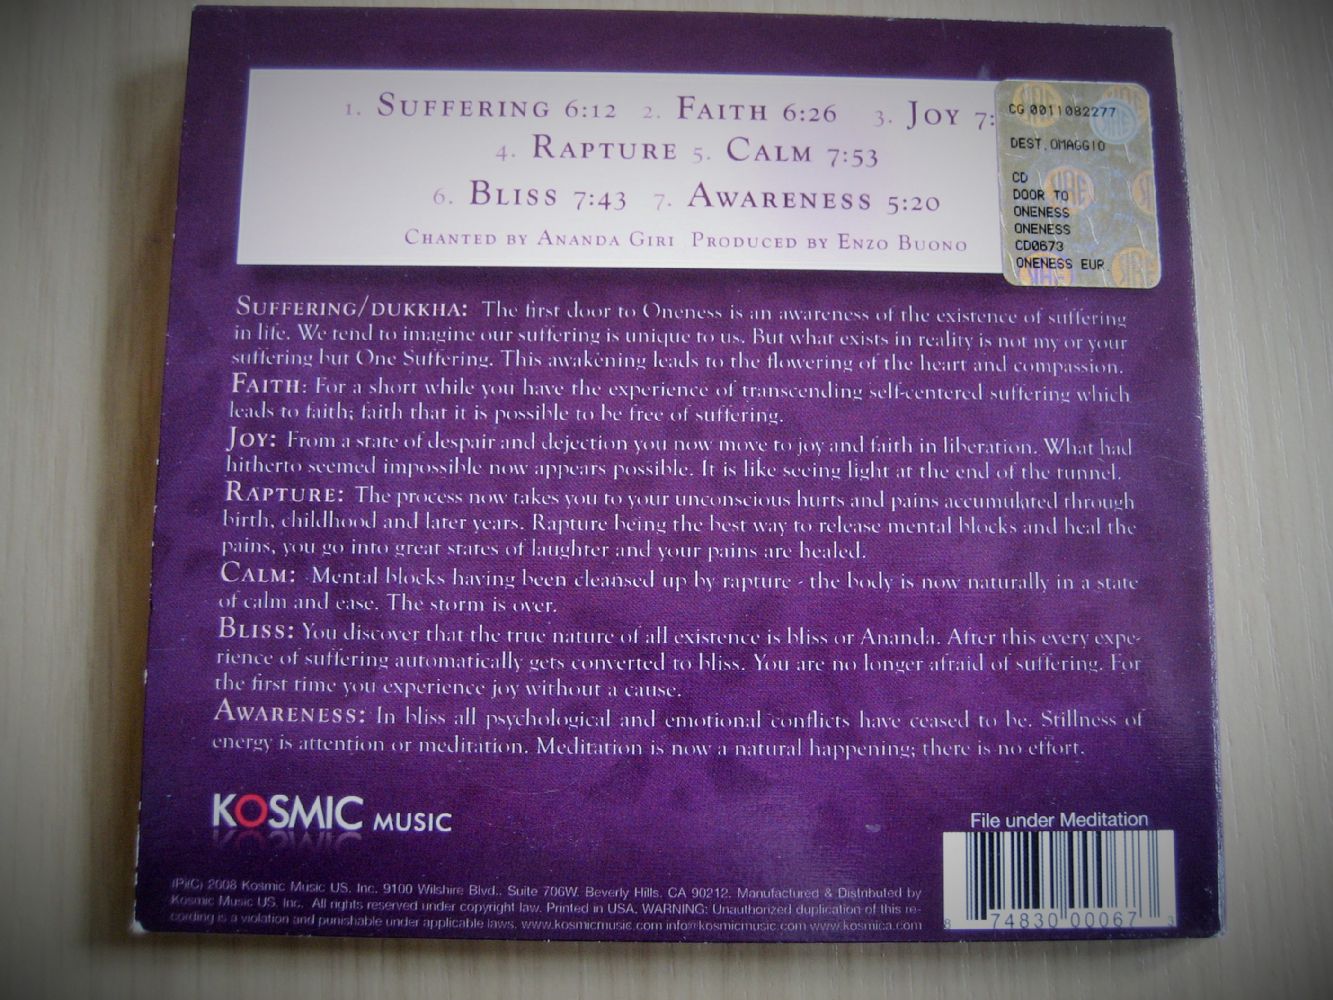 1. SUFFERING 6:12 2. FAITH 6:26 3. JOY 7:
4. RAPTURE 5. CALM 7:53
6. BLISS 7:43 7. AWARENESS 5:20
CHANTED BY ANANDA GIRI PRODUCED BY ENZO BUONO
CG 0011082277
DEST.OMAGGIO
CD
DOOR TO
ONENESS
ONENESS
CD0673
ONENESS EUR.
SUFFERING/DUKKHA: The first door to Oneness is an awareness of the existence of suffering
in life. We tend to imagine our suffering is unique to us. But what exists in reality is not my or your
suffering but One Suffering. This awakening leads to the flowering of the heart and compassion.
FAITH: For a short while you have the experience of transcending self-centered suffering which
leads to faith; faith that it is possible to be free of suffering.
JOY: From a state of despair and dejection you now move to joy and faith in liberation. What had
hitherto seemed impossible now appears possible. It is like seeing light at the end of the tunnel.
RAPTURE: The process now takes you to your unconscious hurts and pains accumulated through
birth, childhood and later years. Rapture being the best way to release mental blocks and heal the
pains, you go into great states of laughter and your pains are healed.
CALM: Mental blocks having been cleansed up by rapture - the body is now naturally in a state
of calm and ease. The storm is over.
BLISS: You discover that the true nature of all existence is bliss or Ananda. After this every expe-
rience of suffering automatically gets converted to bliss. You are no longer afraid of suffering. For
the first time you experience joy without a cause.
AWARENESS: In bliss all psychological and emotional conflicts have ceased to be. Stillness of
energy is attention or meditation. Meditation is now a natural happening; there is no effort.
KOSMIC MUSIC
File under Meditation
(P)(C) 2008 Kosmic Music US. Inc. 9100 Wilshire Blvd., Suite 706W. Beverly Hills, CA 90212. Manufactured & Distributed by
Kosmic Music US, Inc. All rights reserved under copyright law. Printed in USA. WARNING: Unauthorized duplication of this re-
cording is a violation and punishable under applicable laws. www.kosmicmusic.com info@kosmicmusic.com www.kosmica.com
8 74830 00067 3